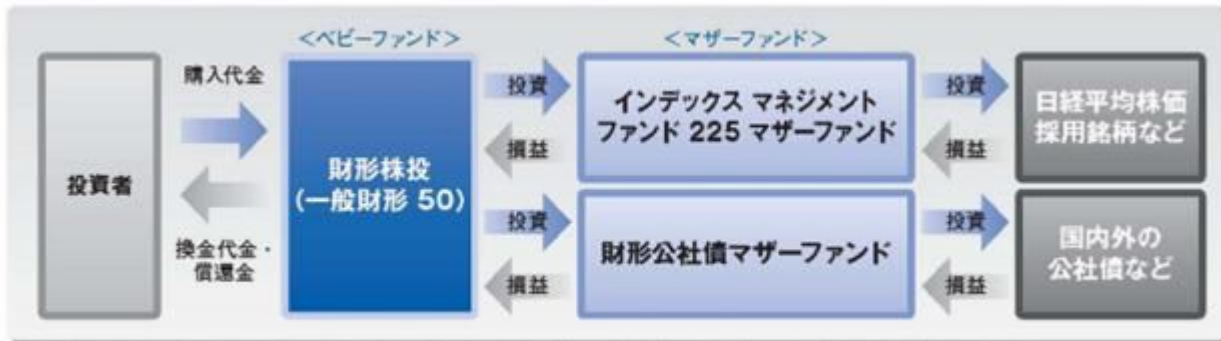 <ベビーファンド>
<マザーファンド>
投資者
購入代金
換金代金・
償還金
財形株投
(一般財形 50)
投資
損益
インデックス マネジメント
ファンド 225 マザーファンド
投資
損益
日経平均株価
採用銘柄など
投資
損益
財形公社債マザーファンド
投資
損益
国内外の
公社債など